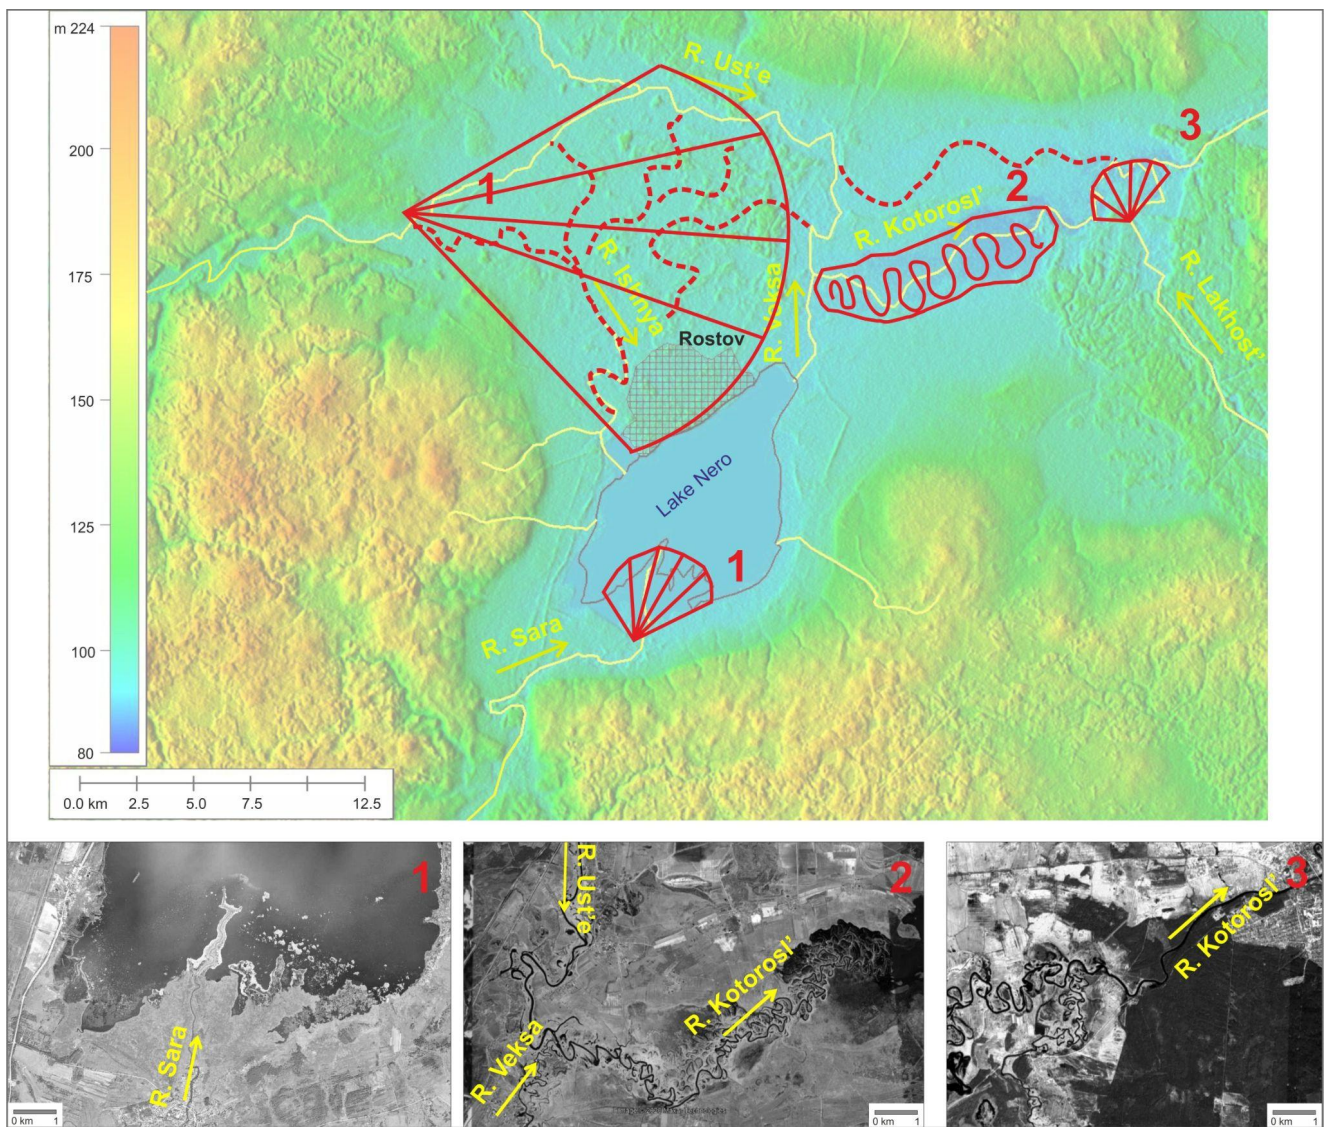 m 224
200
175
150
125
100
80
0.0 km 2.5 5.0 7.5 12.5
R. Ust'e
3
1
2
R. Kotorosl'
R. Ishnya
R. Veksa
R. Lakhost'
Rostov
Lake Nero
1
R. Sara
1
R. Sara
0 km 1
R. Ust'e
2
R. Kotorosl'
R. Veksa
0 km 1
3
R. Kotorosl'
0 km 1